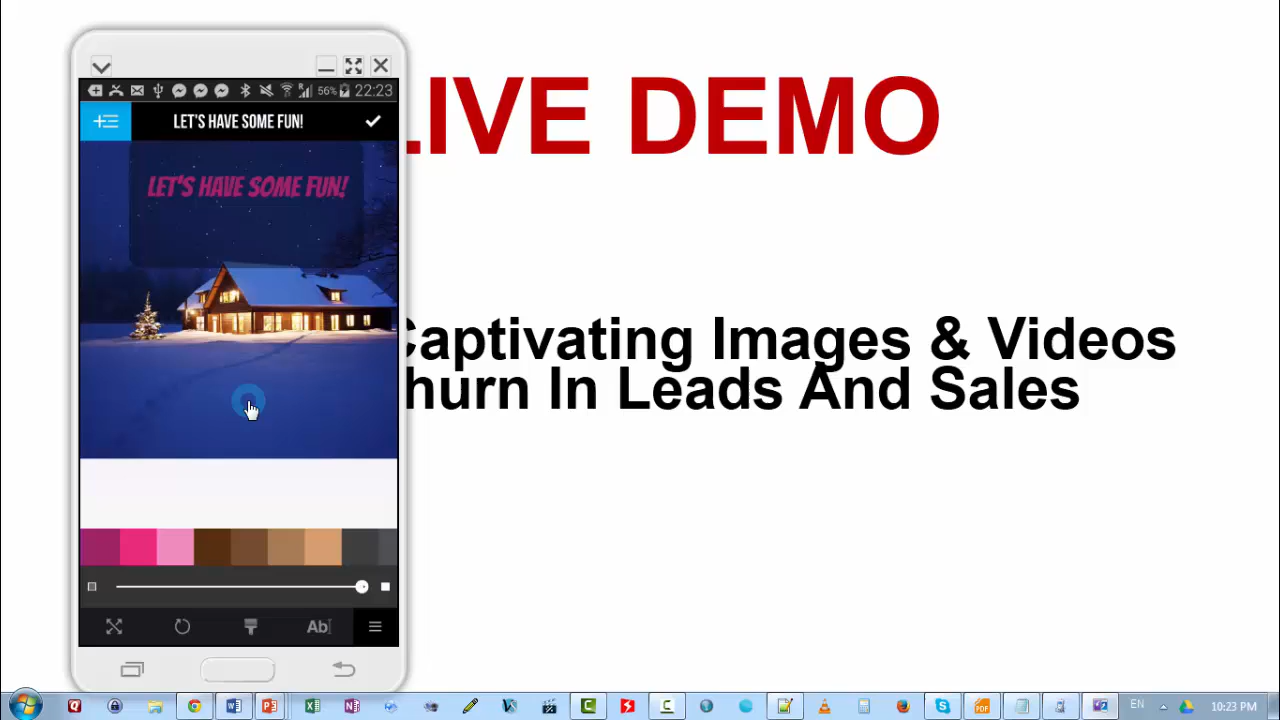 56% 22:23
LET'S HAVE SOME FUN!
LET'S HAVE SOME FUN!
Ab
LIVE DEMO
Captivating Images & Videos
hurn In Leads And Sales
EN
10:23 PM